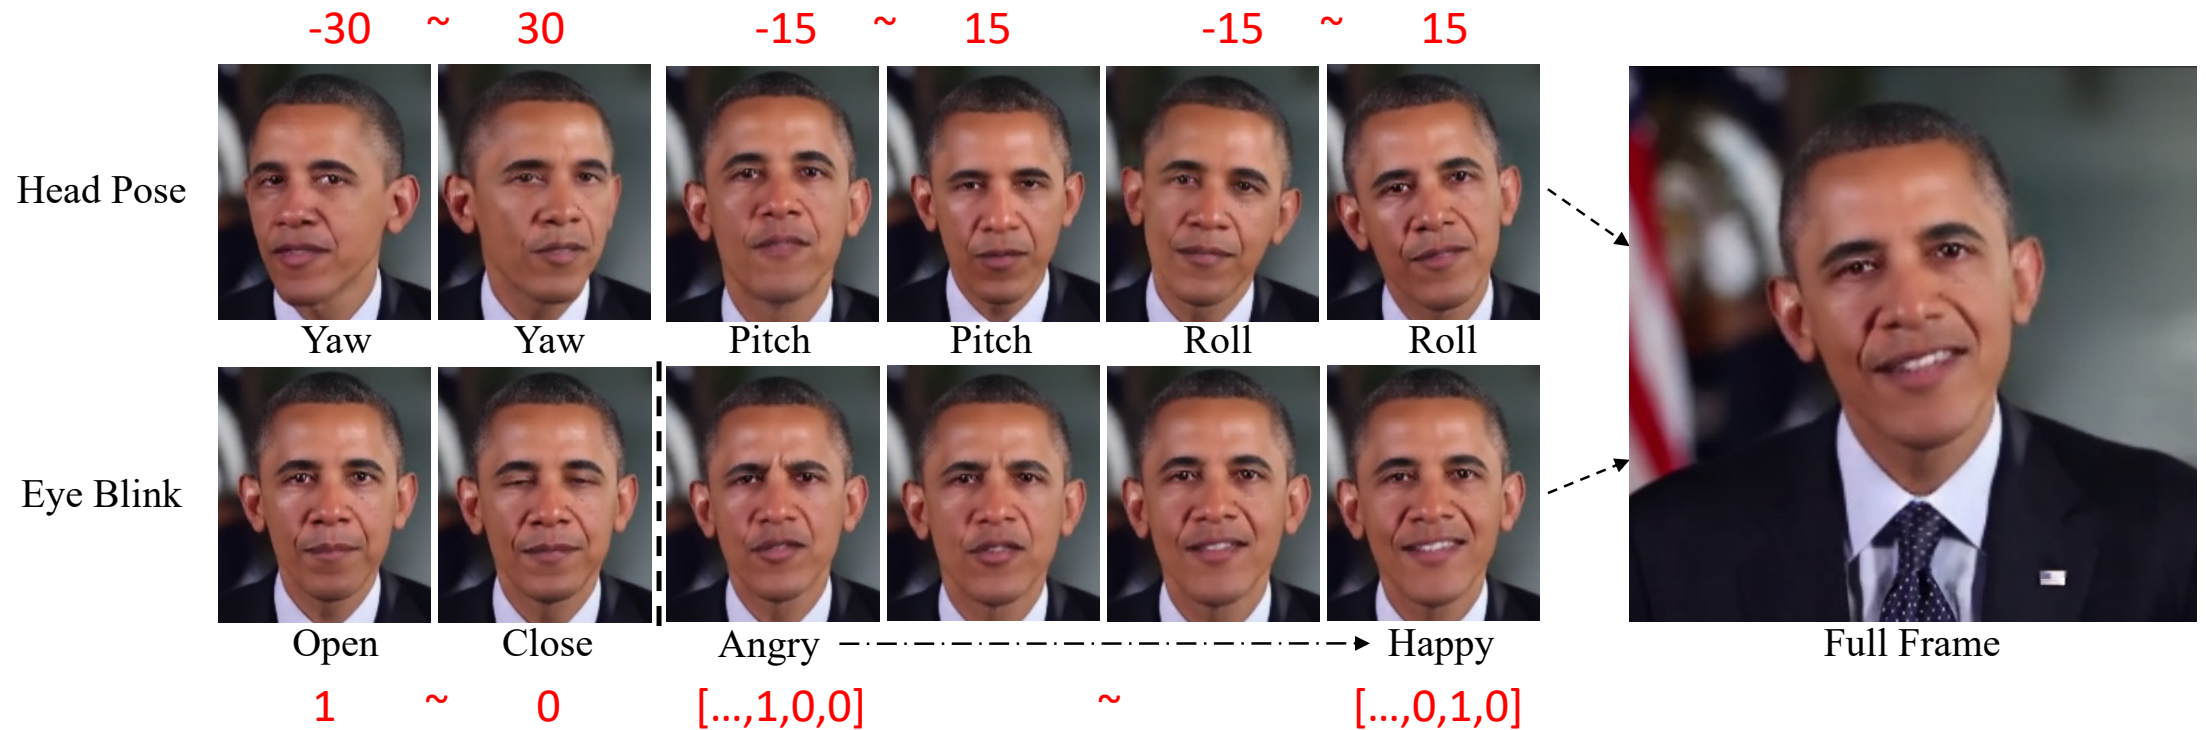 -30 ~ 30 -15 ~ 15 -15 ~ 15
Head Pose
Yaw Yaw Pitch Pitch Roll Roll
Eye Blink
Open Close Angry Happy Full Frame
1 ~ 0 [...,1,0,0] ~ [...,0,1,0]